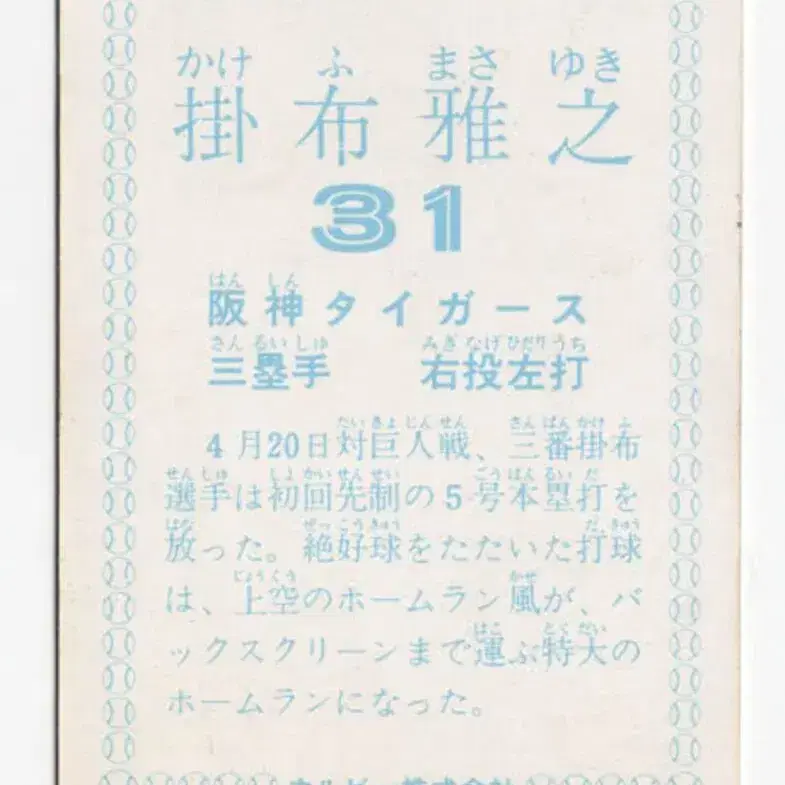 かけ ふ まさ ゆき
掛布雅之
31
はん しん
阪神タイガース
さん るい しゅ みぎ なげ ひだり うち
三塁手 右投左打
たい きょ じん せん さん ばん かけ ふ
4月20日対巨人戦、三番掛布
せん しゅ しょ かい せん せい ごう ほん るい だ
選手は初回先制の5号本塁打を
はな ぜっ こう きゅう だ きゅう
放った。絶好球をたたいた打球
じょう くう かぜ
は、上空のホームラン風が、バ
はこ とく だい
ックスクリーンまで運ぶ特大の
ホームランになった。
カルビー株式会社